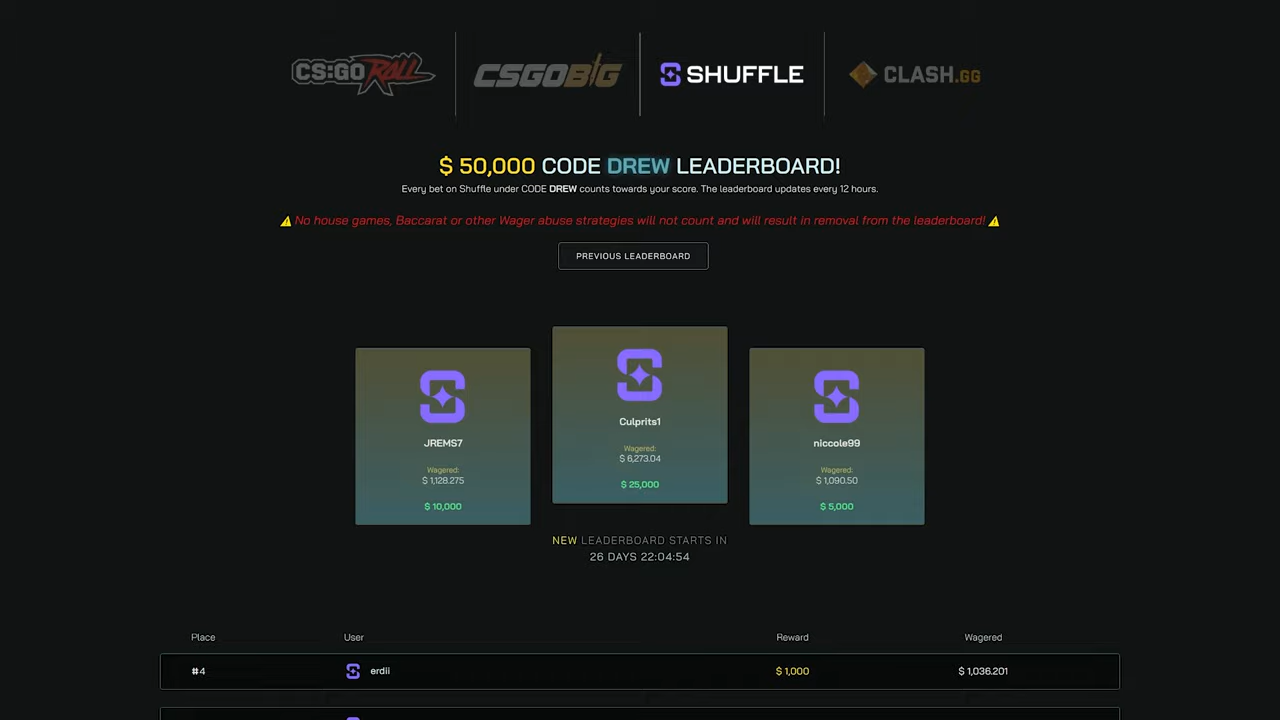 CS:GO ROLL
CSGOBIG
SHUFFLE
CLASH.GG
$ 50,000 CODE DREW LEADERBOARD!
Every bet on Shuffle under CODE DREW counts towards your score. The leaderboard updates every 12 hours.
No house games, Baccarat or other Wager abuse strategies will not count and will result in removal from the leaderboard!
PREVIOUS LEADERBOARD
JREMS7
Wagered:
$ 1,128.275
$ 10,000
Culprits1
Wagered:
$ 6,273.04
$ 25,000
niccole99
Wagered:
$ 1,090.50
$ 5,000
NEW LEADERBOARD STARTS IN
26 DAYS 22:04:54
Place User Reward Wagered
#4 erdii $ 1,000 $ 1,036.201